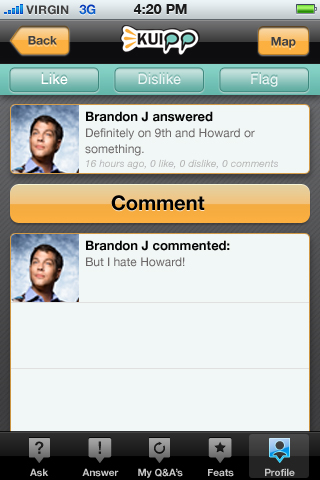 VIRGIN 3G 4:20 PM
Back KUIPP Map
Like Dislike Flag
Brandon J answered
Definitely on 9th and Howard or
something.
16 hours ago, 0 like, 0 dislike, 0 comments
Comment
Brandon J commented:
But I hate Howard!
? !
Ask Answer My Q&A's Feats Profile